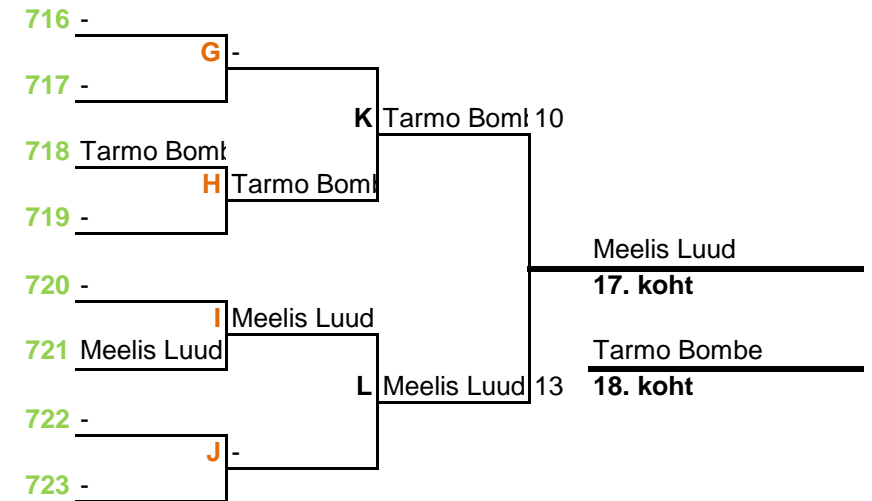 716 -
G -
717 -
K Tarmo Bomb 10
718 Tarmo Bomb
H Tarmo Bomb
719 -
Meelis Luud
720 -
17. koht
I Meelis Luud
721 Meelis Luud
Tarmo Bombe
L Meelis Luud 13
18. koht
722 -
J -
723 -